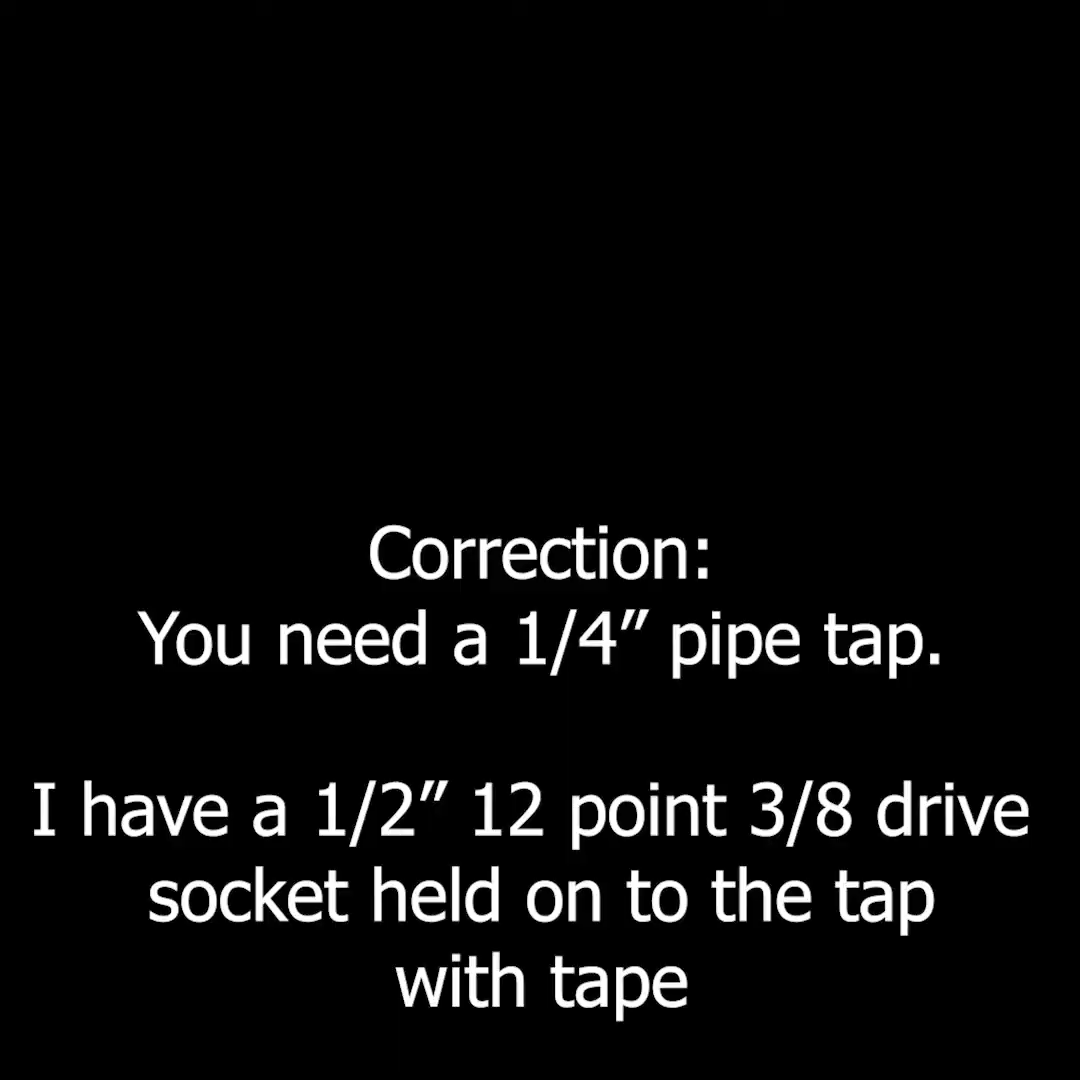 Correction:
You need a 1/4” pipe tap.
I have a 1/2” 12 point 3/8 drive
socket held on to the tap
with tape